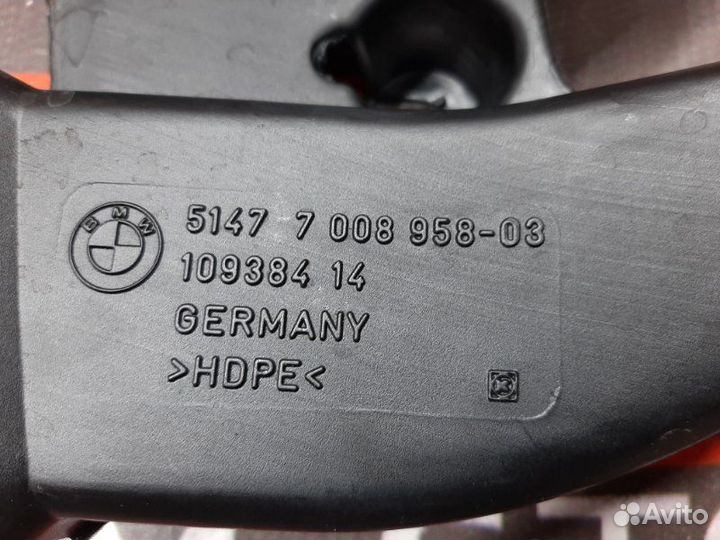 BMW
5147 7 008 958-03
109384 14
GERMANY
>HDPE<
Avito